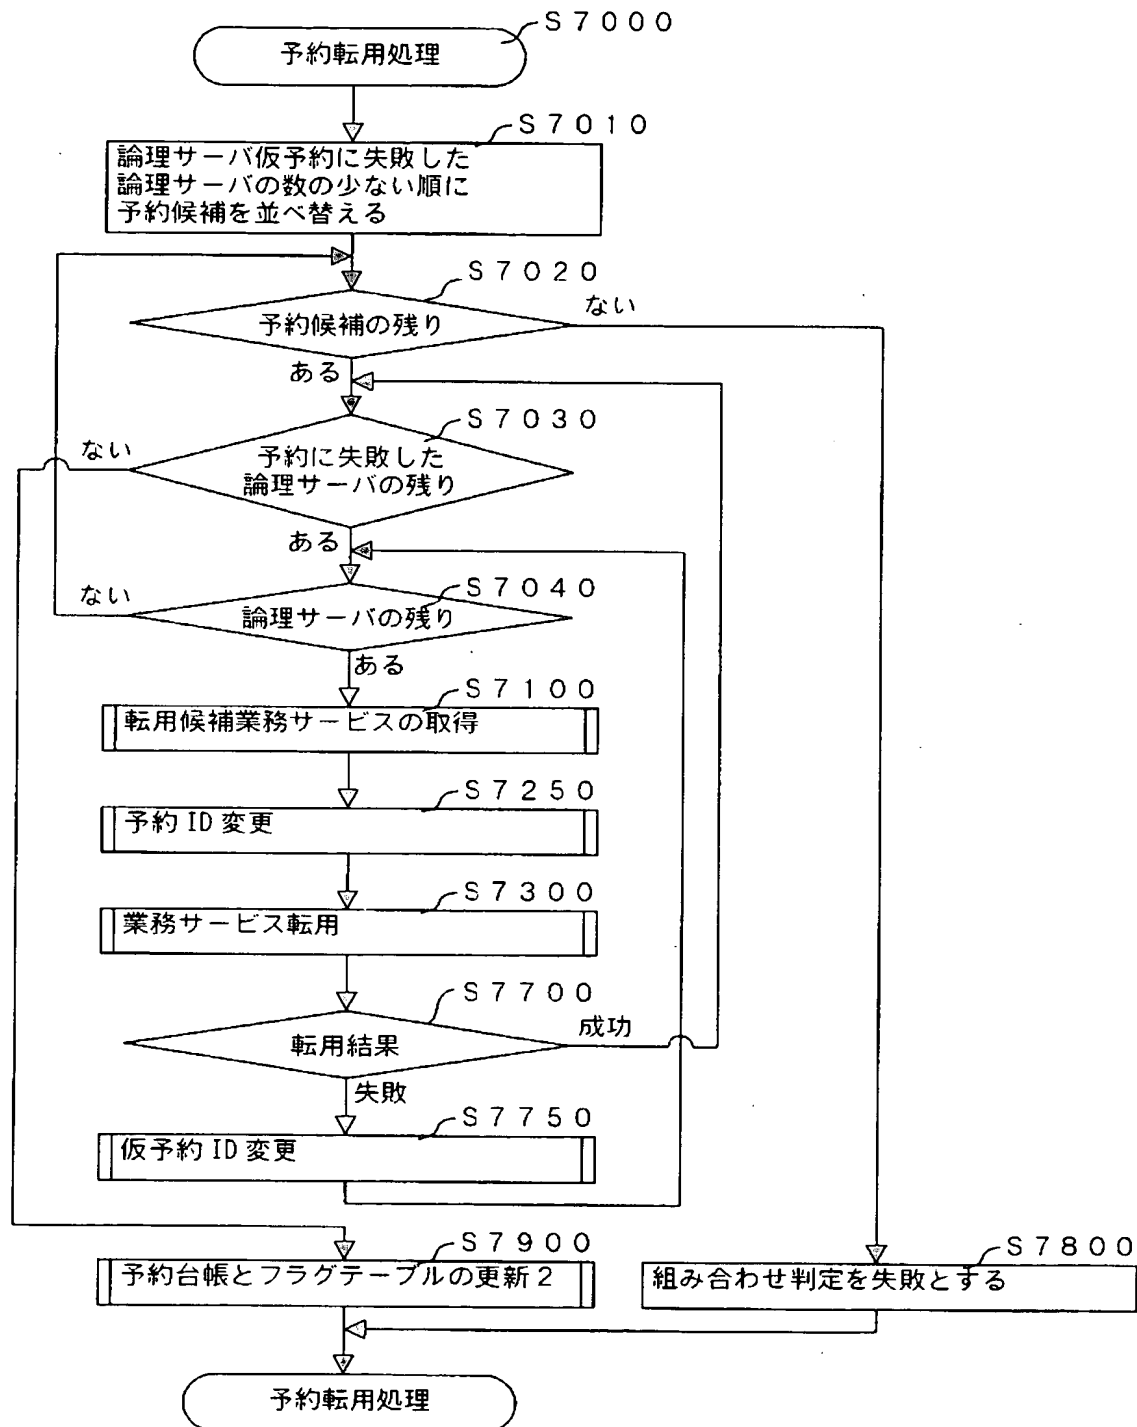 S7000
予約転用処理
S7010
論理サーバ仮予約に失敗した
論理サーバの数の少ない順に
予約候補を並べ替える
S7020
予約候補の残り
ない
ある
S7030
予約に失敗した
論理サーバの残り
ない
ある
S7040
論理サーバの残り
ない
ある
S7100
転用候補業務サービスの取得
S7250
予約ID変更
S7300
業務サービス転用
S7700
転用結果
成功
失敗
S7750
仮予約ID変更
S7900
予約台帳とフラグテーブルの更新2
S7800
組み合わせ判定を失敗とする
予約転用処理